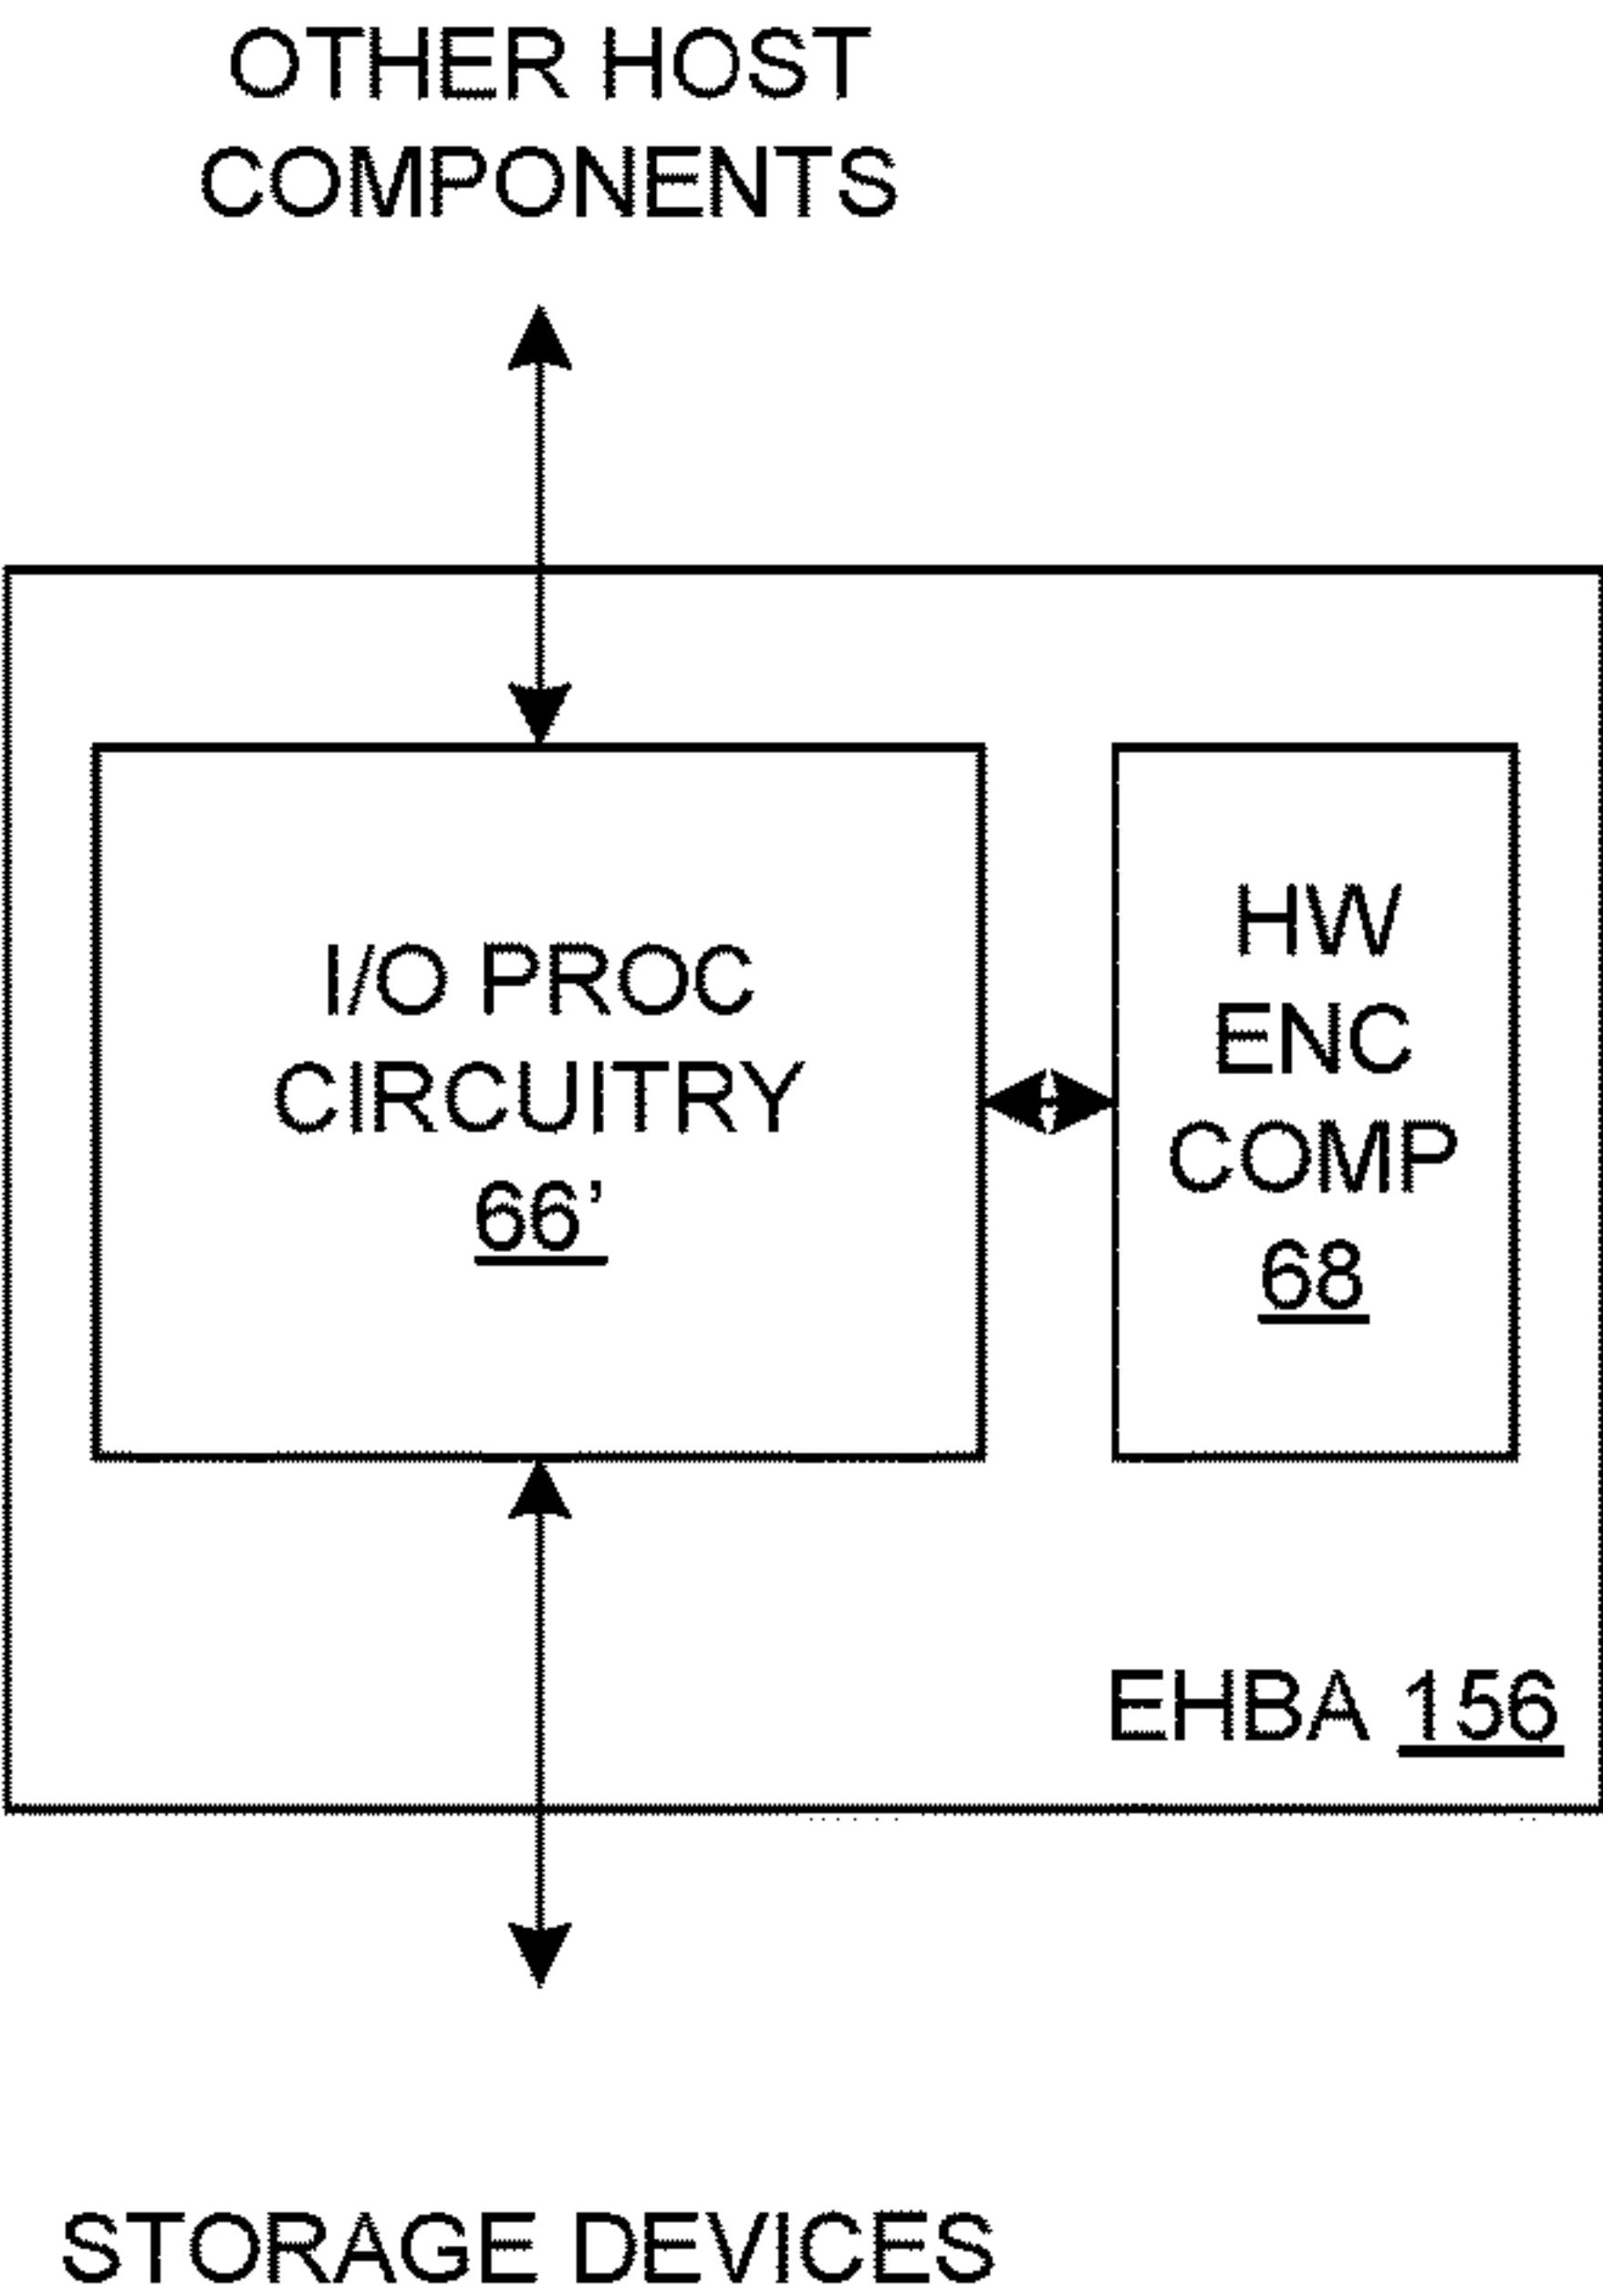 OTHER HOST
COMPONENTS
I/O PROC
CIRCUITRY
66’
HW
ENC
COMP
68
EHBA 156
STORAGE DEVICES